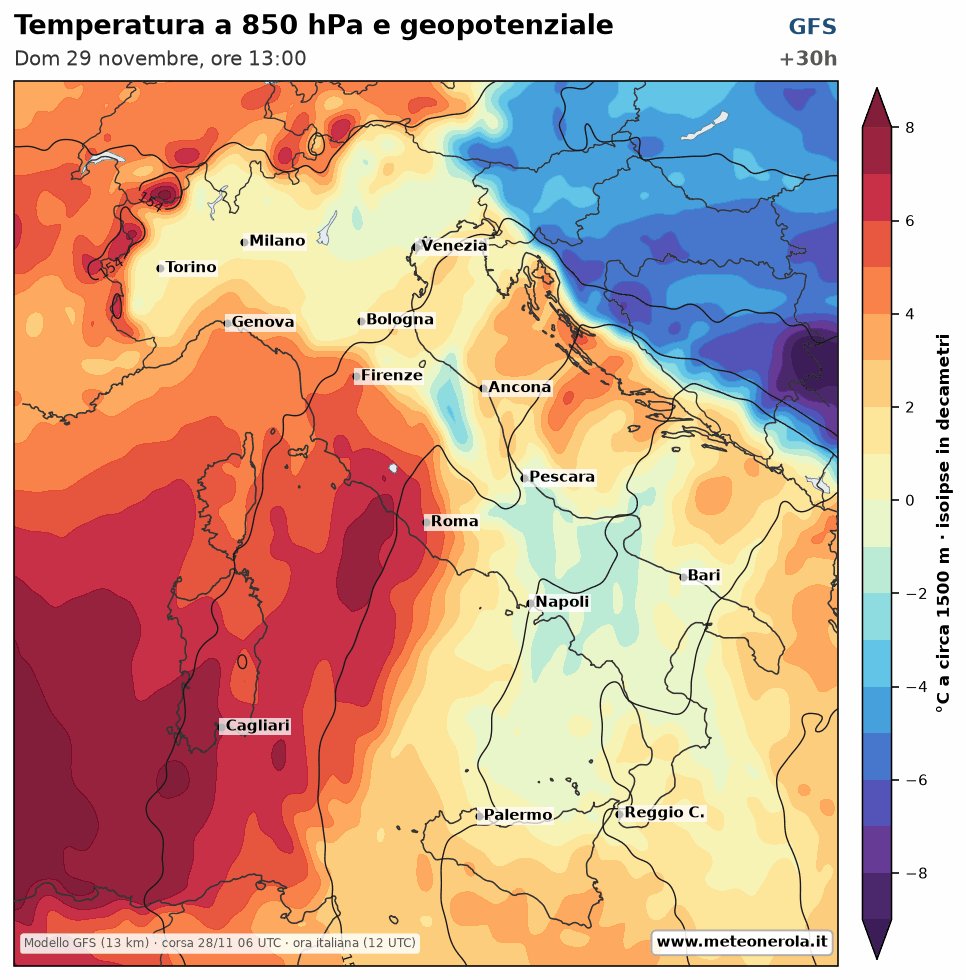 Temperatura a 850 hPa e geopotenziale
GFS
Dom 29 novembre, ore 13:00
+30h
Milano
Venezia
Torino
Genova
Bologna
Firenze
Ancona
Pescara
Roma
Bari
Napoli
Cagliari
Palermo
Reggio C.
8
6
4
2
0
−2
−4
−6
−8
°C a circa 1500 m · isoipse in decametri
Modello GFS (13 km) · corsa 28/11 06 UTC · ora italiana (12 UTC)
www.meteonerola.it